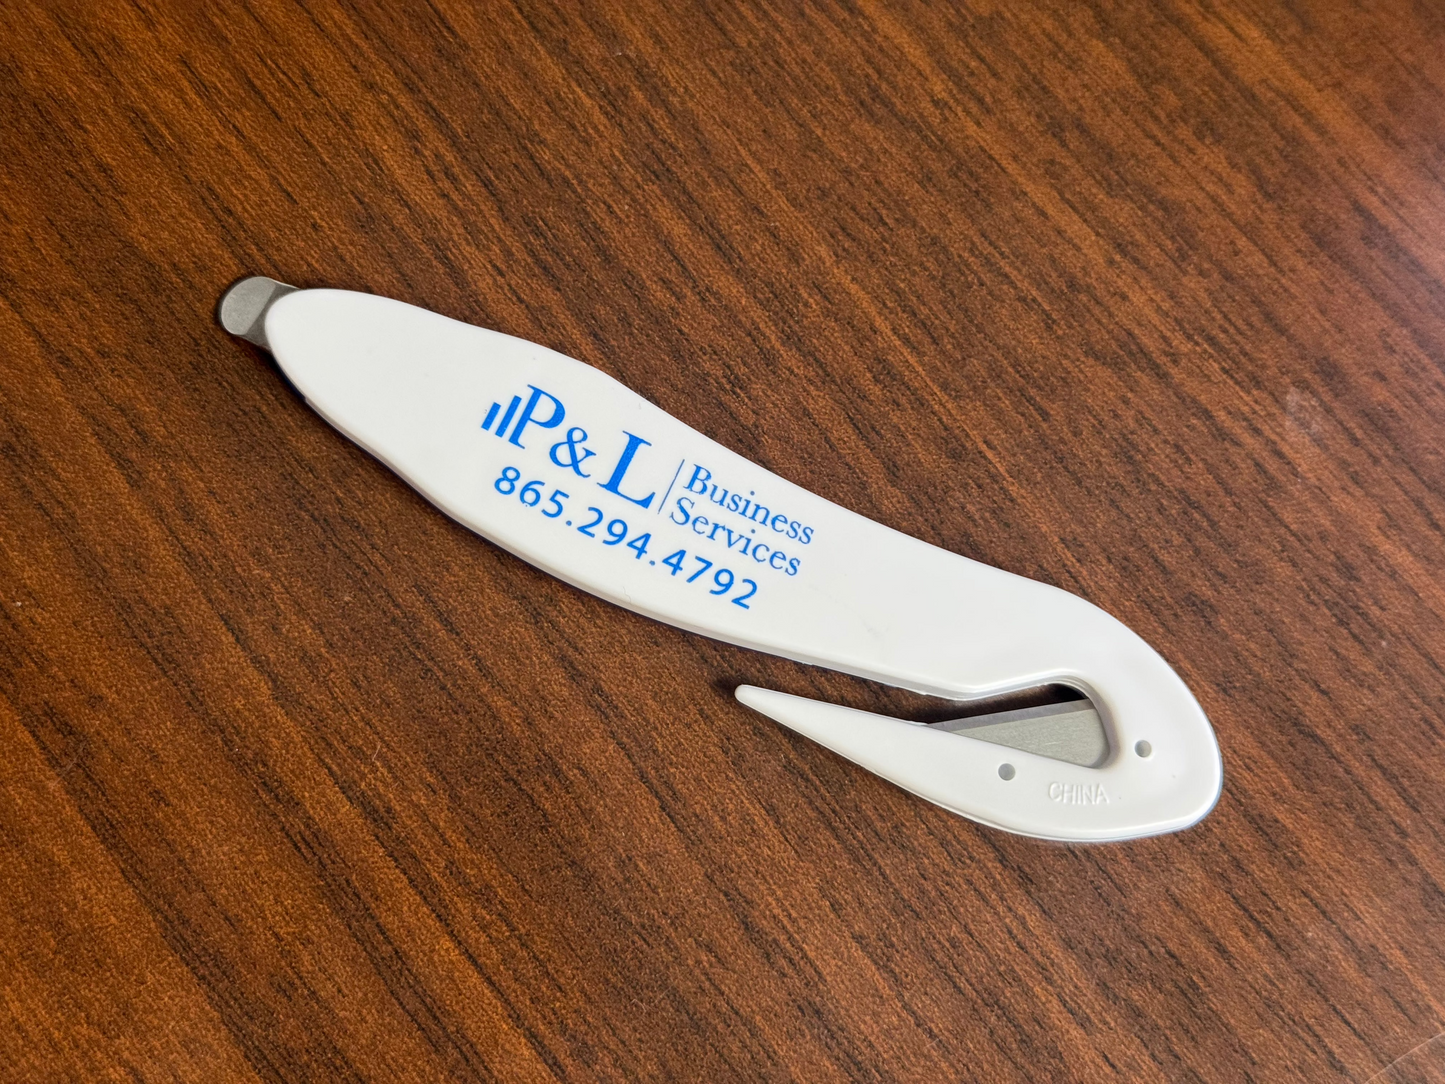 P & L
Business
Services
865.294.4792
CHINA